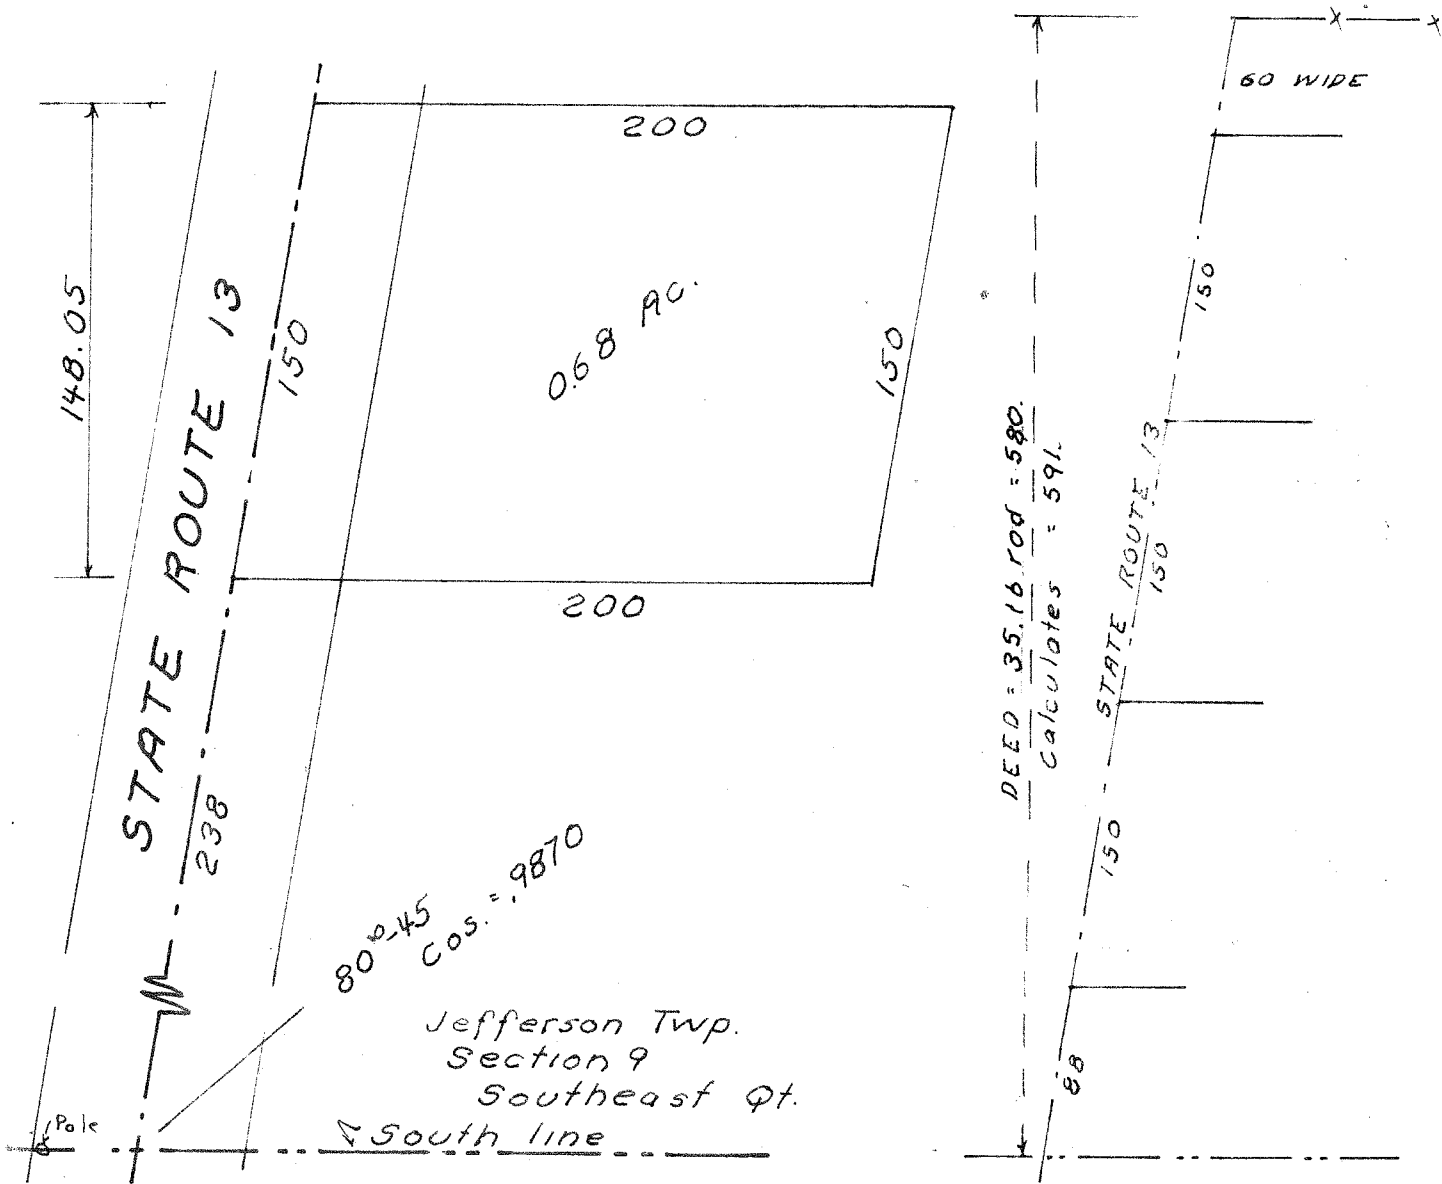 200
60 WIDE
148.05
STATE ROUTE 13
150
0.68 AC.
150
200
238
80°-45
Cos. = .9870
Jefferson Twp.
Section 9
Southeast Qt.
South line
Pole
DEED = 35.16 rod = 580.
Calculates = 591.
150
STATE ROUTE 13
150
150
88